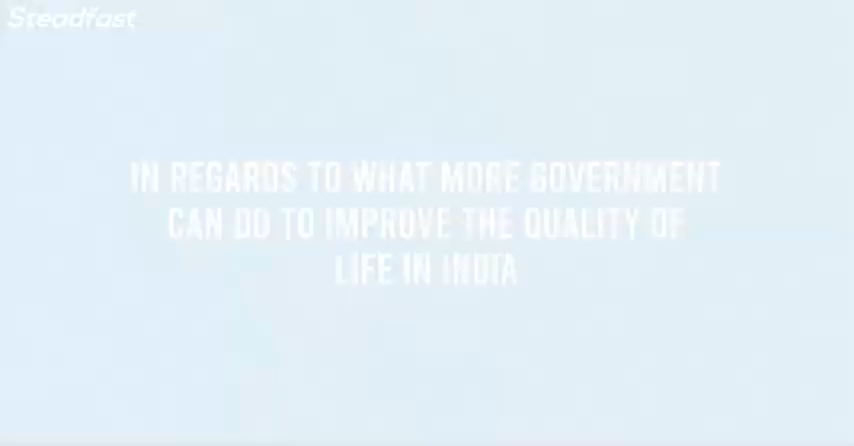 Steadfast
IN REGARDS TO WHAT MORE GOVERNMENT
CAN DO TO IMPROVE THE QUALITY OF
LIFE IN INDIA